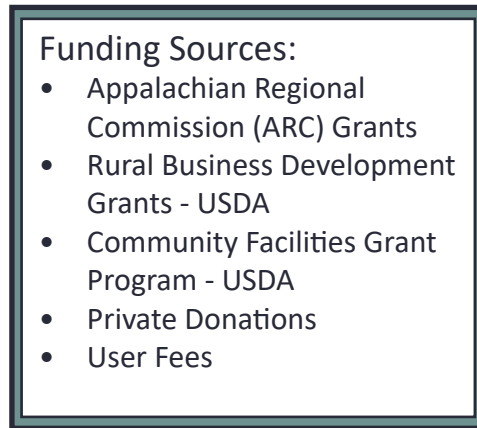 Funding Sources:
• Appalachian Regional
Commission (ARC) Grants
• Rural Business Development
Grants - USDA
• Community Facilities Grant
Program - USDA
• Private Donations
• User Fees